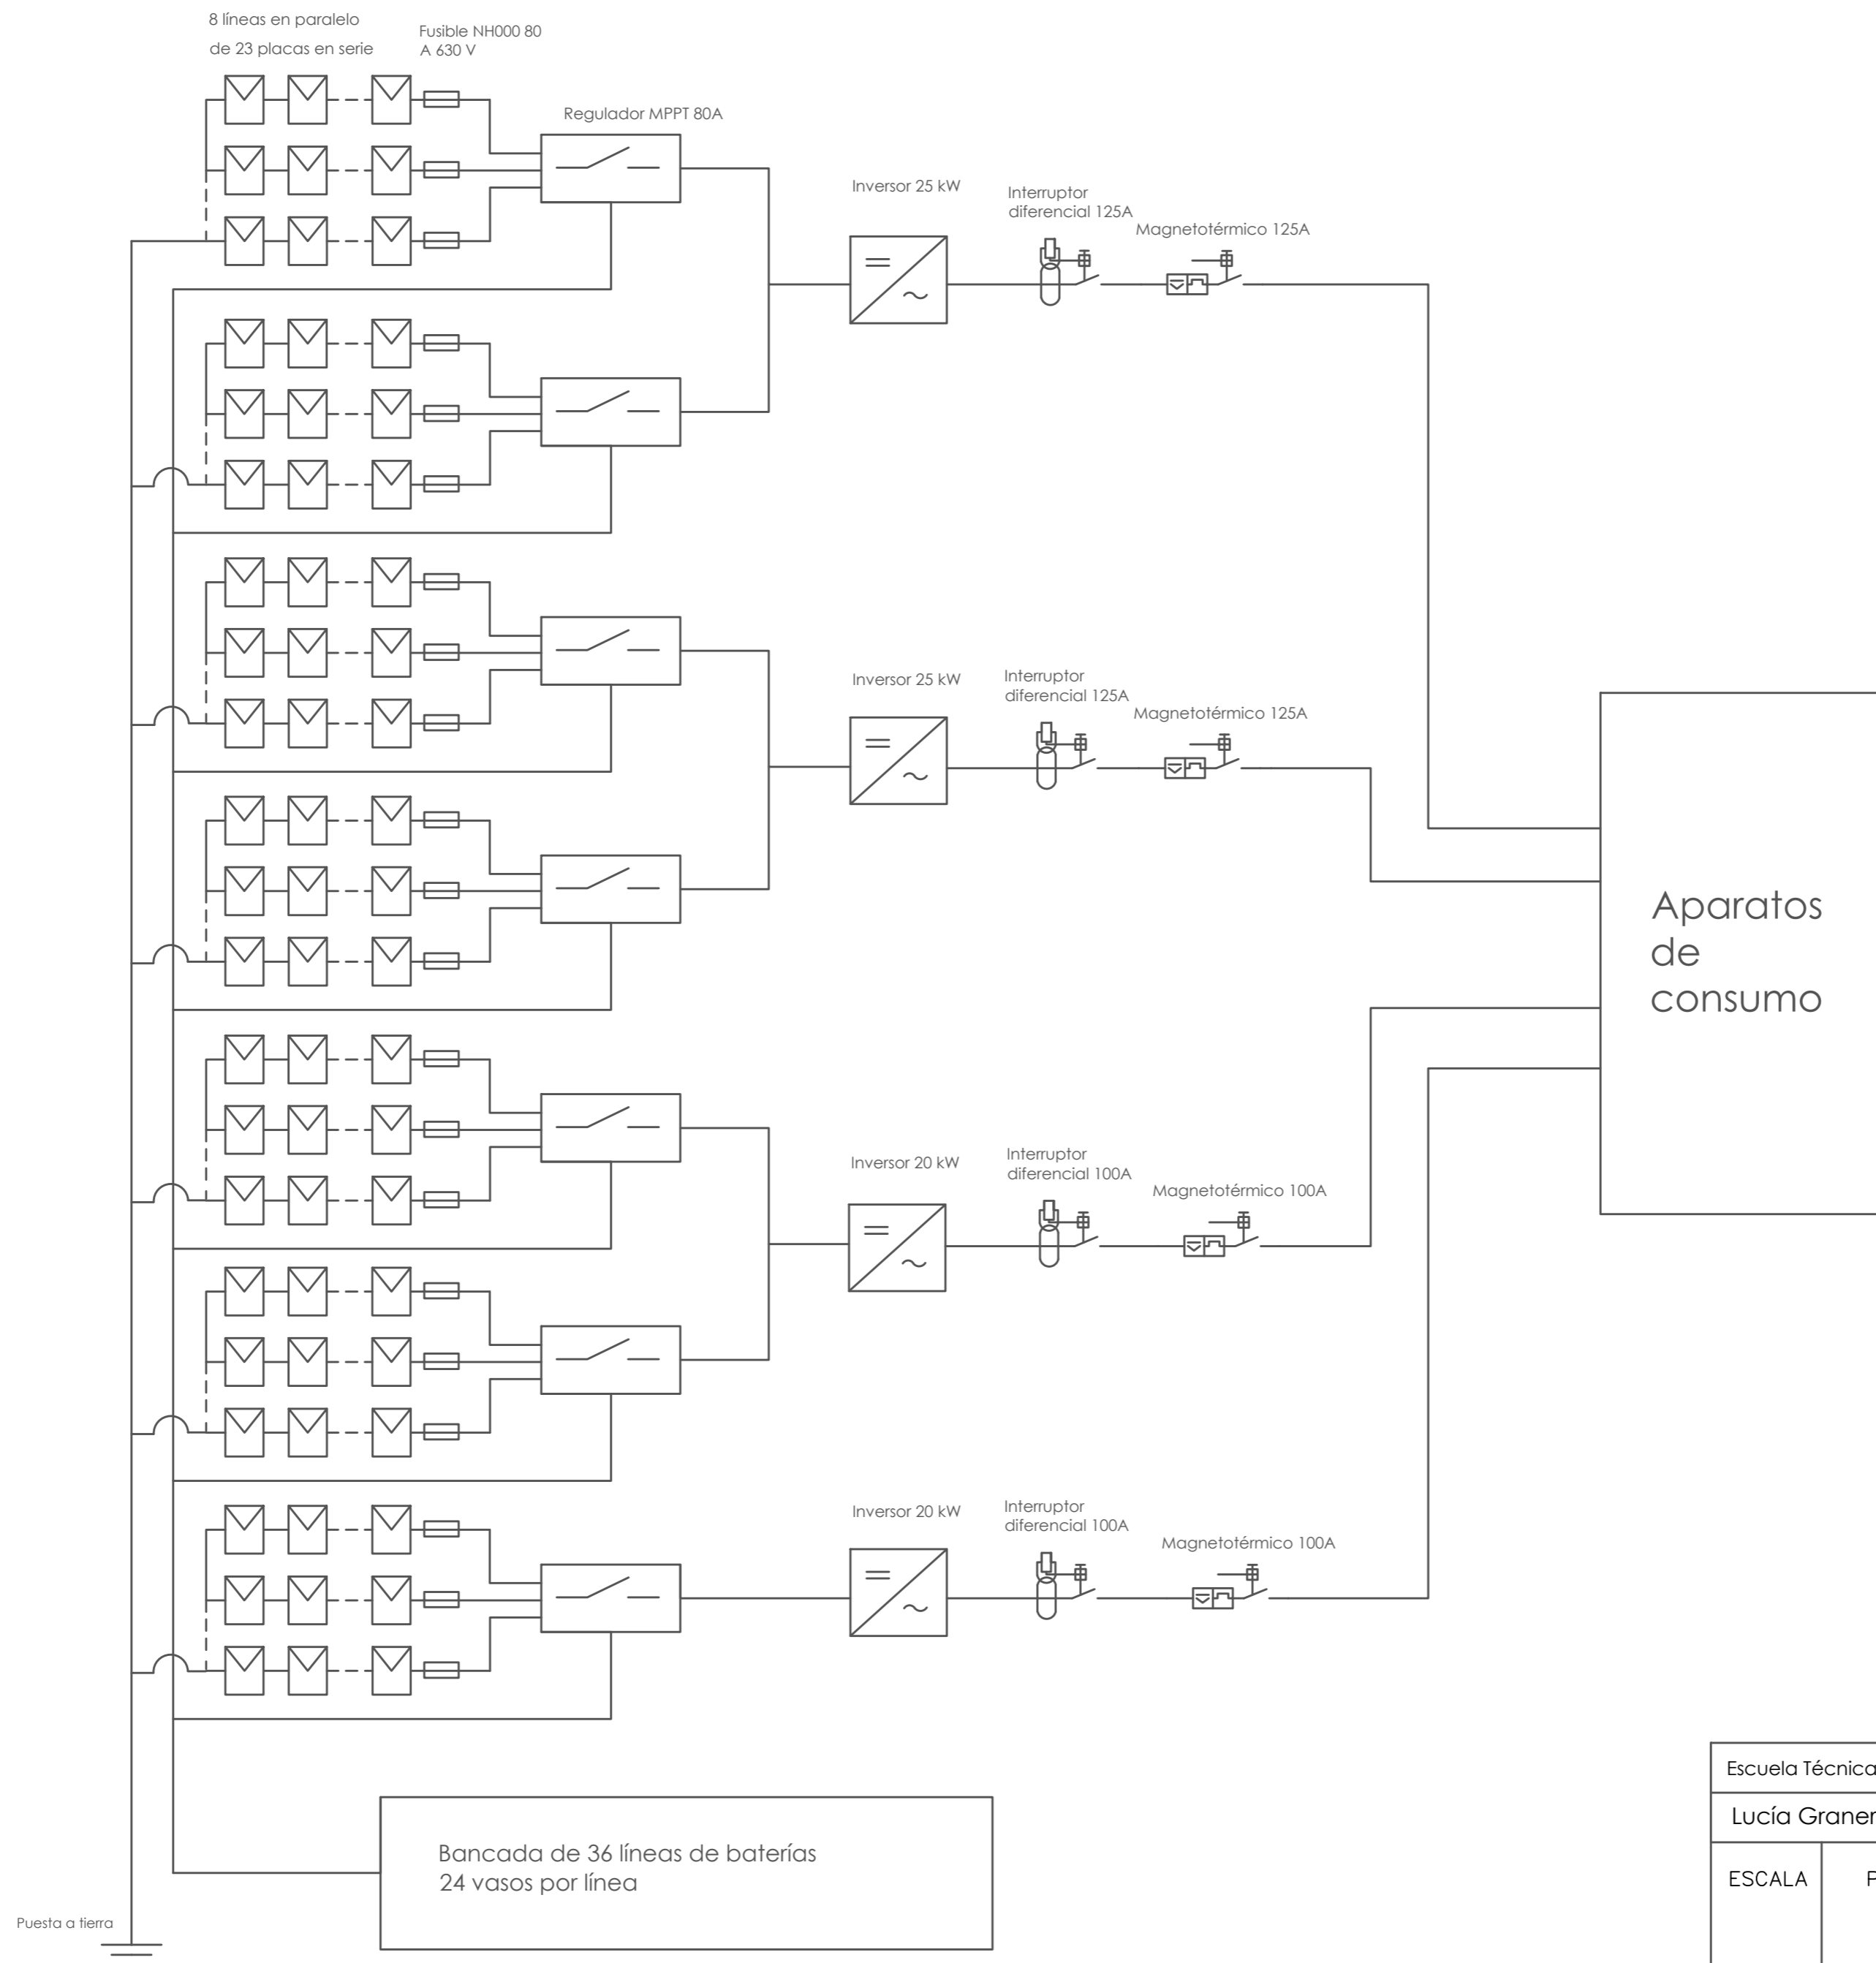 8 líneas en paralelo
de 23 placas en serie
Fusible NH000 80
A 630 V
Regulador MPPT 80A
Inversor 25 kW
Interruptor
diferencial 125A
Magnetotérmico 125A
Inversor 25 kW
Interruptor
diferencial 125A
Magnetotérmico 125A
Aparatos
de
consumo
Inversor 20 kW
Interruptor
diferencial 100A
Magnetotérmico 100A
Inversor 20 kW
Interruptor
diferencial 100A
Magnetotérmico 100A
Escuela Técnica
Lucía
ESCALA
Bancada de 36 líneas de baterías
24 vasos por línea
Puesta a tierra